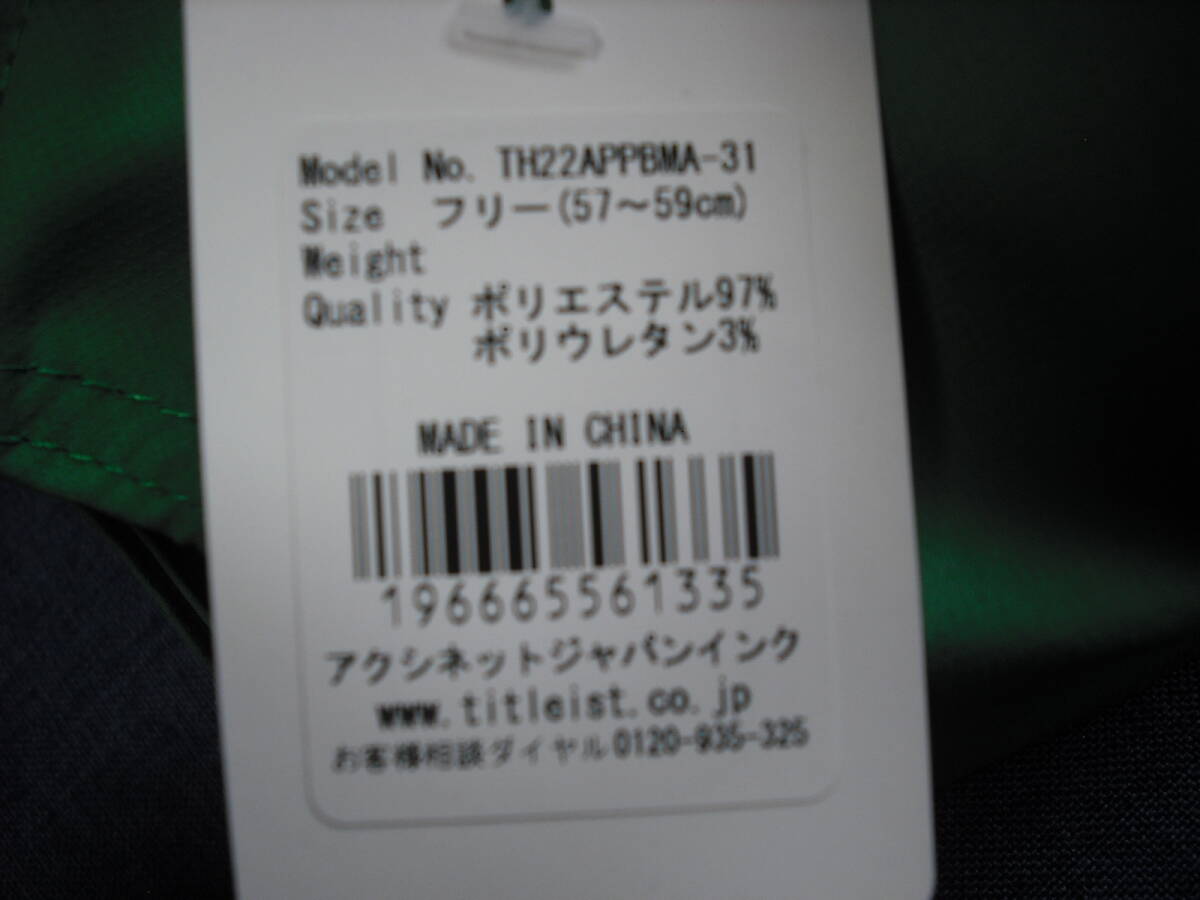 Model No. TH22APPBMA-31
Size フリー(57～59cm)
Weight
Quality ポリエステル97%
ポリウレタン3%
MADE IN CHINA
196665561335
アクシネットジャパンインク
www.titleist.co.jp
お客様相談ダイヤル0120-935-325